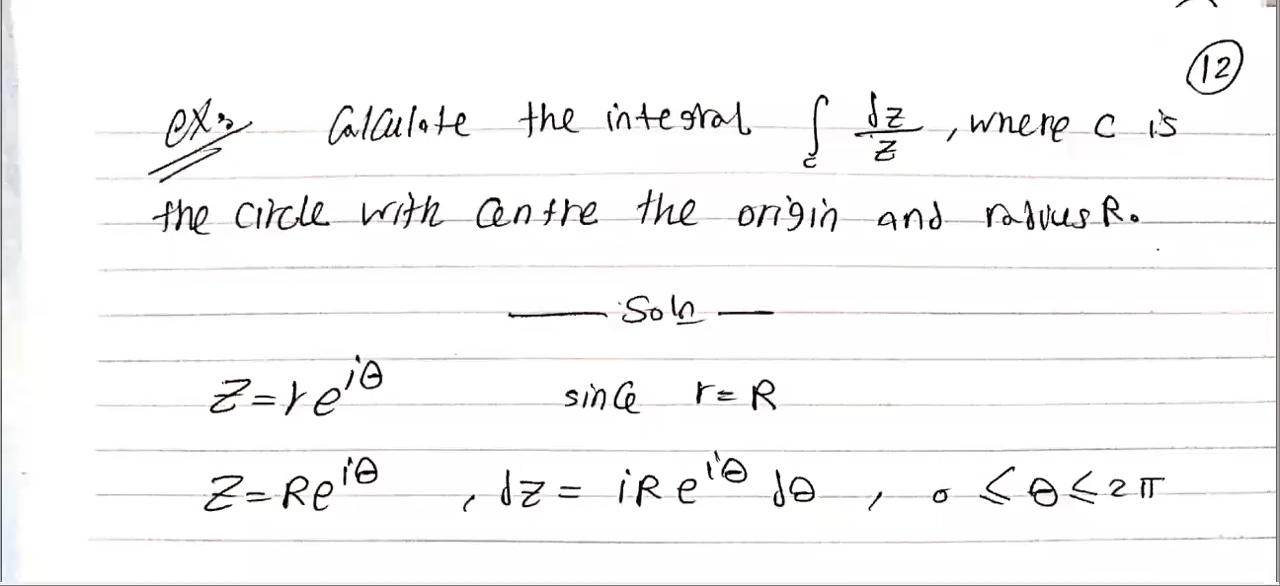 12
ex: Calculate the integral ∫_c dz/z, where c is
the circle with centre the origin and radius R.
Soln
z=re^{iθ} since r=R
z=Re^{iθ}, dz = iRe^{iθ} dθ, 0≤θ≤2π